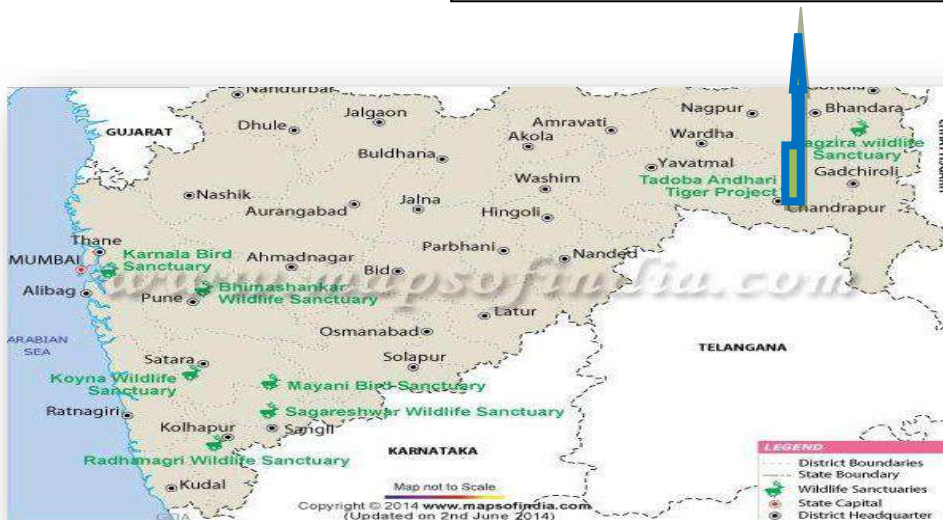 Nandurbar
Jalgaon
Nagpur
Bhandara
GUJARAT
Dhule
Akola
Amravati
Wardha
Buldhana
agzira wildlife
Sanctuary
Yavatmal
Nashik
Washim
Tadoba Andhari
Tiger Project
Gadchiroli
Aurangabad
Jalna
Hingoli
Chandrapur
Thane
Karnala Bird
Sanctuary
Parbhani
Nanded
MUMBAI
Ahmadnagar
Bid
www.mapsofindia.com
Alibag
Pune
Bhimashankar
Wildlife Sanctuary
Latur
ARABIAN
SEA
Osmanabad
TELANGANA
Satara
Solapur
Koyna Wildlife
Sanctuary
Mayani Bird Sanctuary
Ratnagiri
Sagareshwar Wildlife Sanctuary
Kolhapur
Sangli
KARNATAKA
Radhanagri Wildlife Sanctuary
Kudal
Map not to Scale
Copyright © 2014 www.mapsofindia.com
(Updated on 2nd June 2014)
LEGEND
District Boundaries
State Boundary
Wildlife Sanctuaries
State Capital
District Headquarter